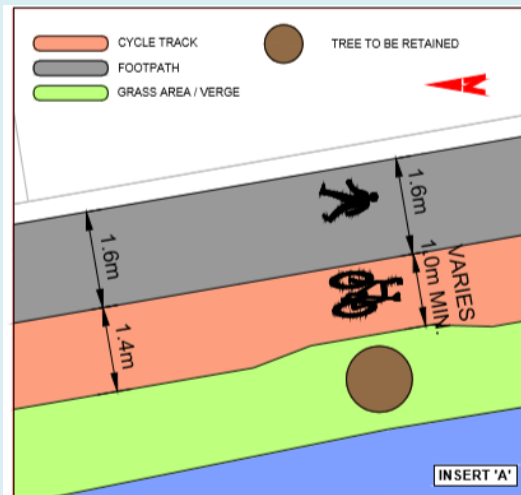 CYCLE TRACK
TREE TO BE RETAINED
FOOTPATH
GRASS AREA / VERGE
1.6m
1.4m
1.6m
VARIES
1.0m MIN.
INSERT 'A'